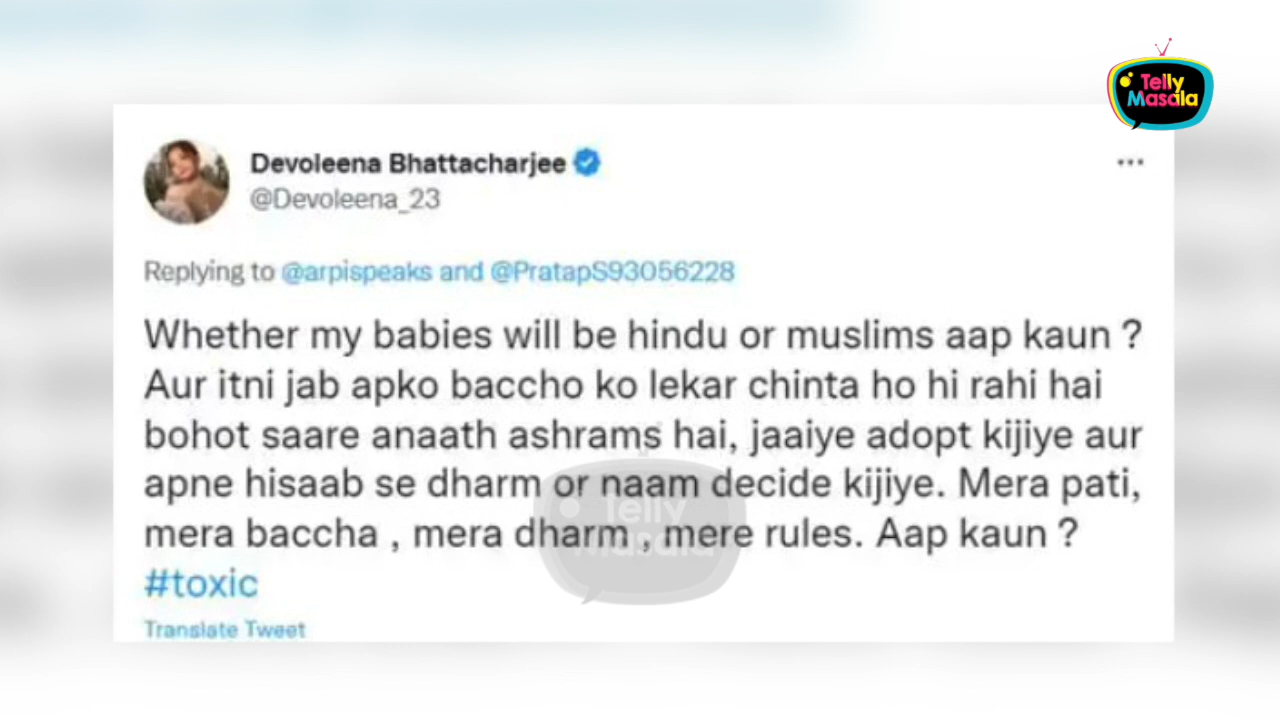 Telly
Masala
Devoleena Bhattacharjee
@Devoleena_23
Replying to @arpispeaks and @PratapS93056228
Whether my babies will be hindu or muslims aap kaun ?
Aur itni jab apko baccho ko lekar chinta ho hi rahi hai
bohot saare anaath ashrams hai, jaaiye adopt kijiye aur
apne hisaab se dharm or naam decide kijiye. Mera pati,
mera baccha , mera dharm , mere rules. Aap kaun ?
#toxic
Translate Tweet
Telly
Masala